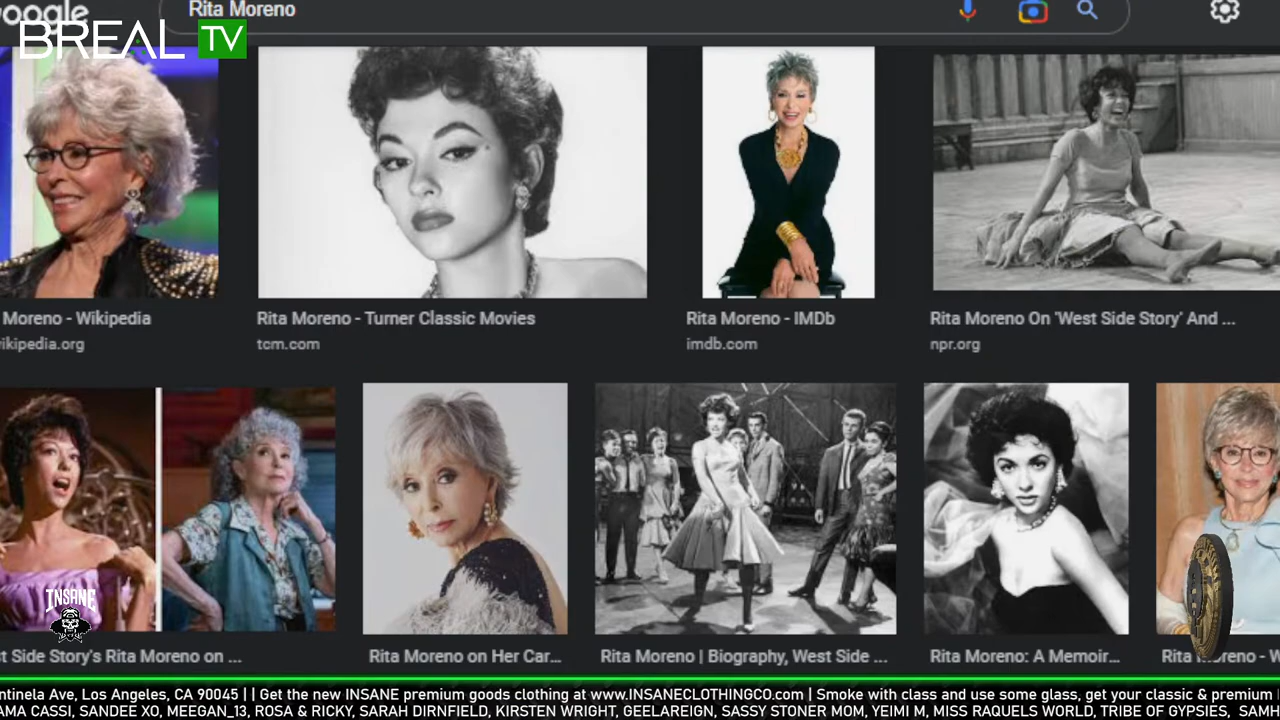 Google
Rita Moreno
BREAL TV
Moreno - Wikipedia
ikipedia.org
Rita Moreno - Turner Classic Movies
tcm.com
Rita Moreno - IMDb
imdb.com
Rita Moreno On 'West Side Story' And ...
npr.org
INSANE
t Side Story's Rita Moreno on ...
Rita Moreno on Her Car...
Rita Moreno | Biography, West Side ...
Rita Moreno: A Memoir...
ntinela Ave, Los Angeles, CA 90045 | | Get the new INSANE premium goods clothing at www.INSANECLOTHINGCO.com | Smoke with class and use some glass, get your classic & premium
AMA CASSI, SANDEE XO, MEEGAN_13, ROSA & RICKY, SARAH DIRNFIELD, KIRSTEN WRIGHT, GEELAREIGN, SASSY STONER MOM, YEIMI M, MISS RAQUELS WORLD, TRIBE OF GYPSIES, SAMH